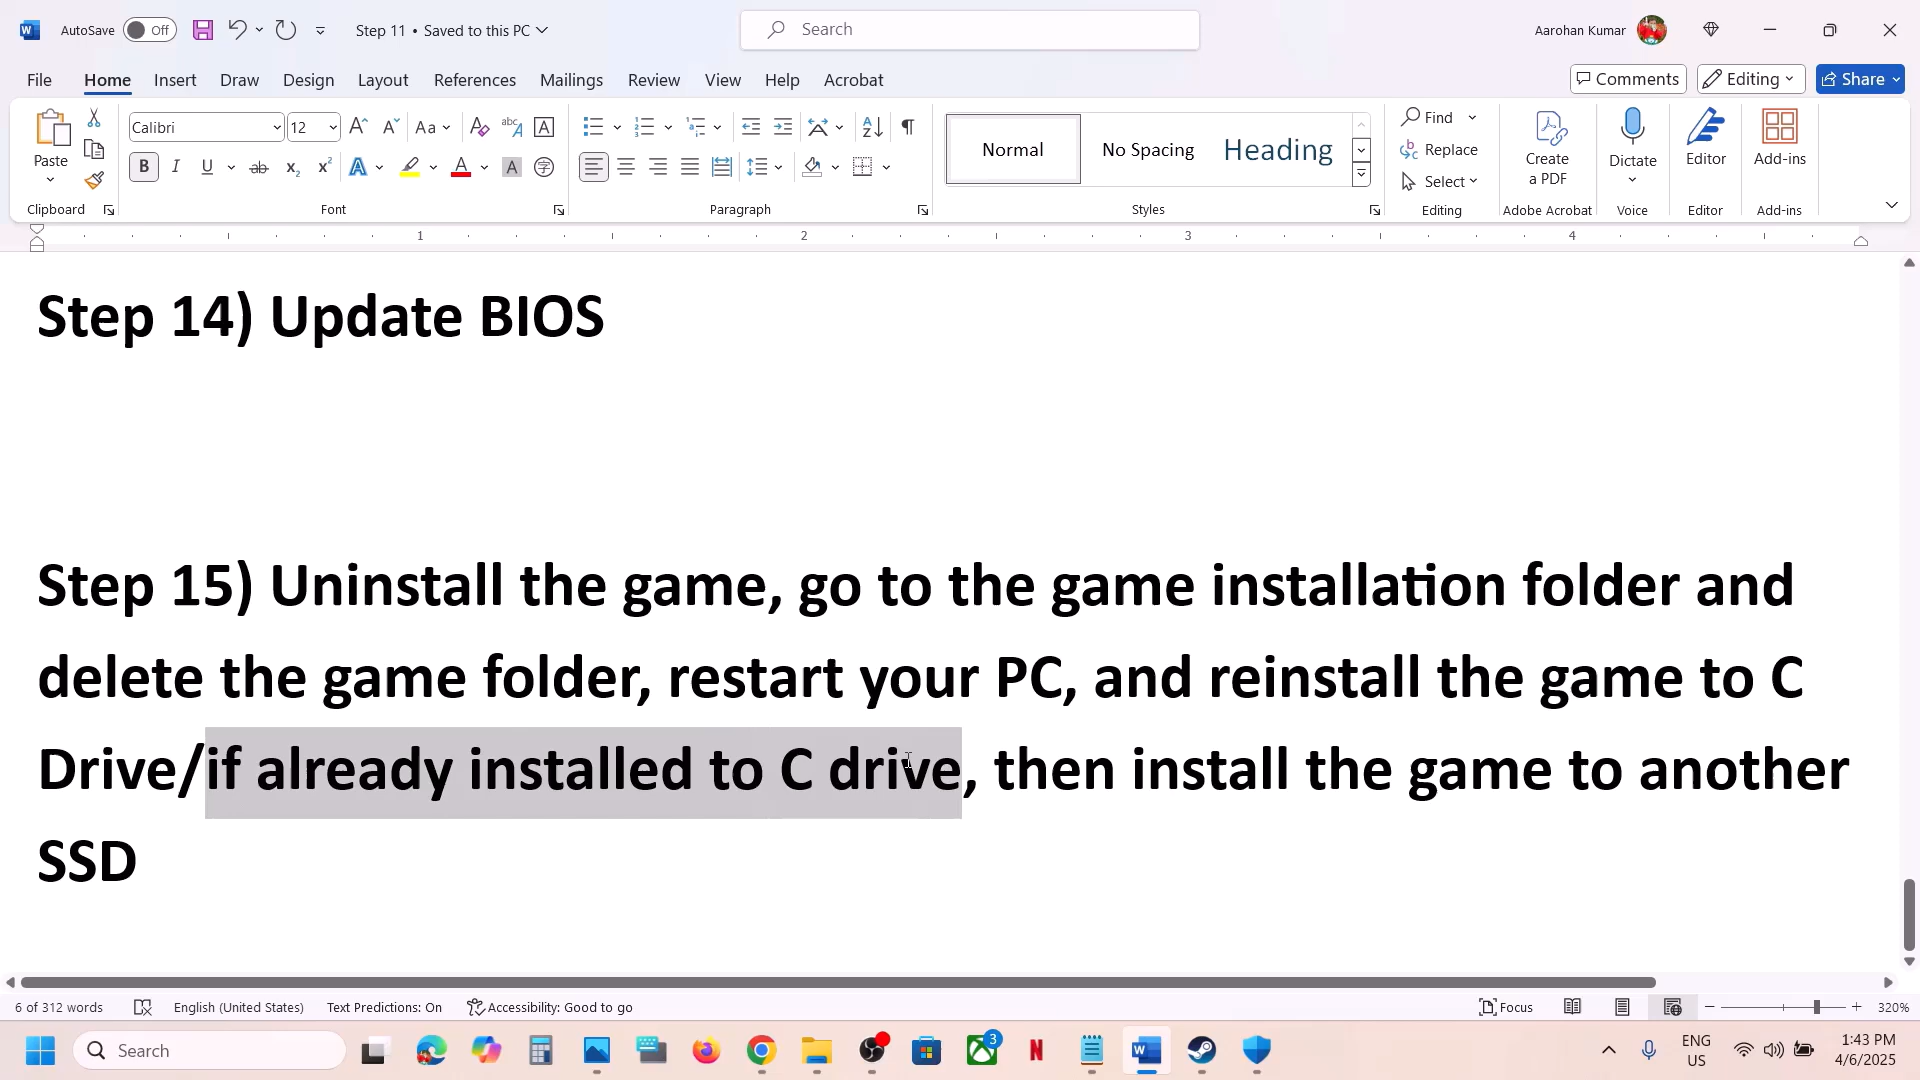 AutoSave Off Step 11 • Saved to this PC Search Aarohan Kumar
File Home Insert Draw Design Layout References Mailings Review View Help Acrobat Comments Editing Share
Paste Calibri 12 Aa Normal No Spacing Heading Find Replace Select Create a PDF Dictate Editor Add-ins
Clipboard Font Paragraph Styles Editing Adobe Acrobat Voice Editor Add-ins
1 2 3 4
Step 14) Update BIOS
Step 15) Uninstall the game, go to the game installation folder and
delete the game folder, restart your PC, and reinstall the game to C
Drive/if already installed to C drive, then install the game to another
SSD
6 of 312 words English (United States) Text Predictions: On Accessibility: Good to go Focus 320%
Search 3 ENG US 1:43 PM 4/6/2025